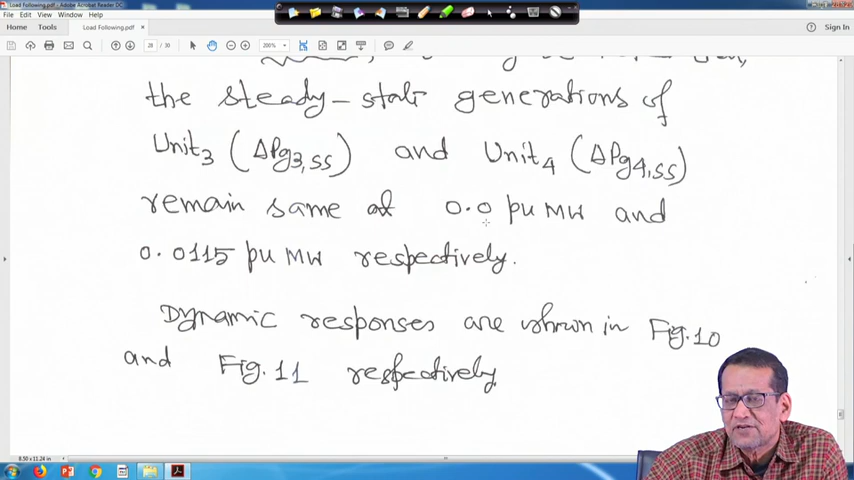 Load Following.pdf - Adobe Acrobat Reader DC
File Edit View Window Help
Home Tools Load Following.pdf × Sign In
28 / 30 200%
the steady-state generations of
Unit3 (ΔPg3,ss) and Unit4 (ΔPg4,ss)
remain same at 0.0 pu MW and
0.0115 pu MW respectively.
Dynamic responses are shown in Fig.10
and Fig.11 respectively.
8.50 x 11.24 in